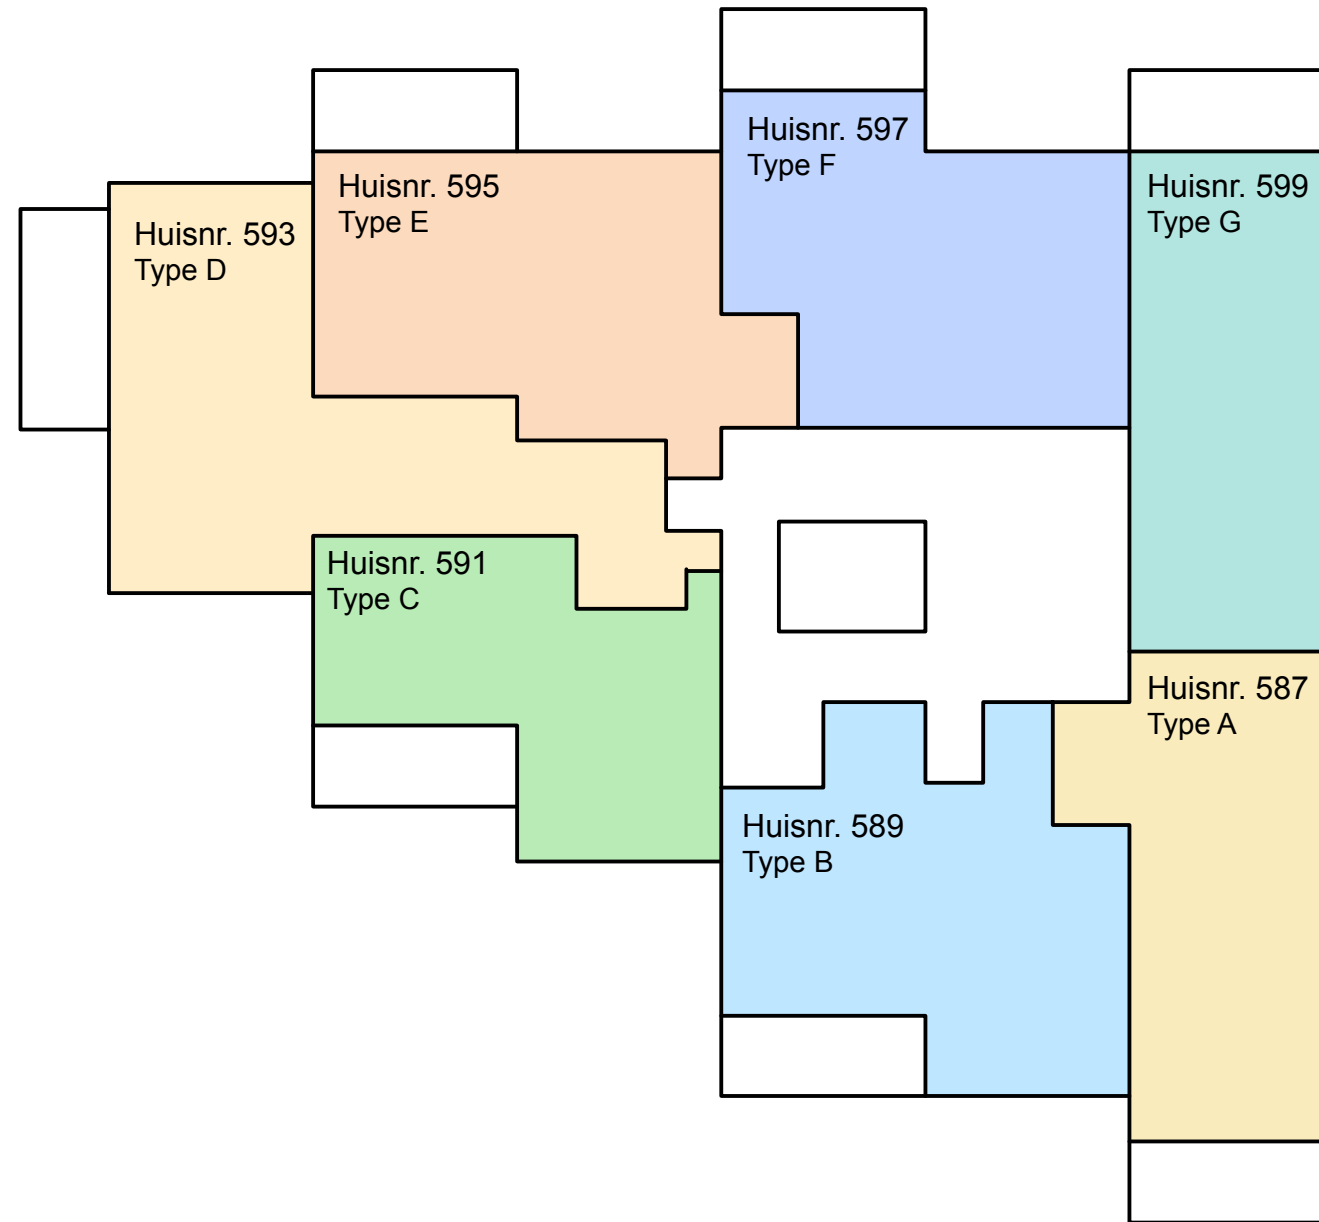 Huisnr. 597
Type F
Huisnr. 595
Type E
Huisnr. 599
Type G
Huisnr. 593
Type D
Huisnr. 591
Type C
Huisnr. 587
Type A
Huisnr. 589
Type B